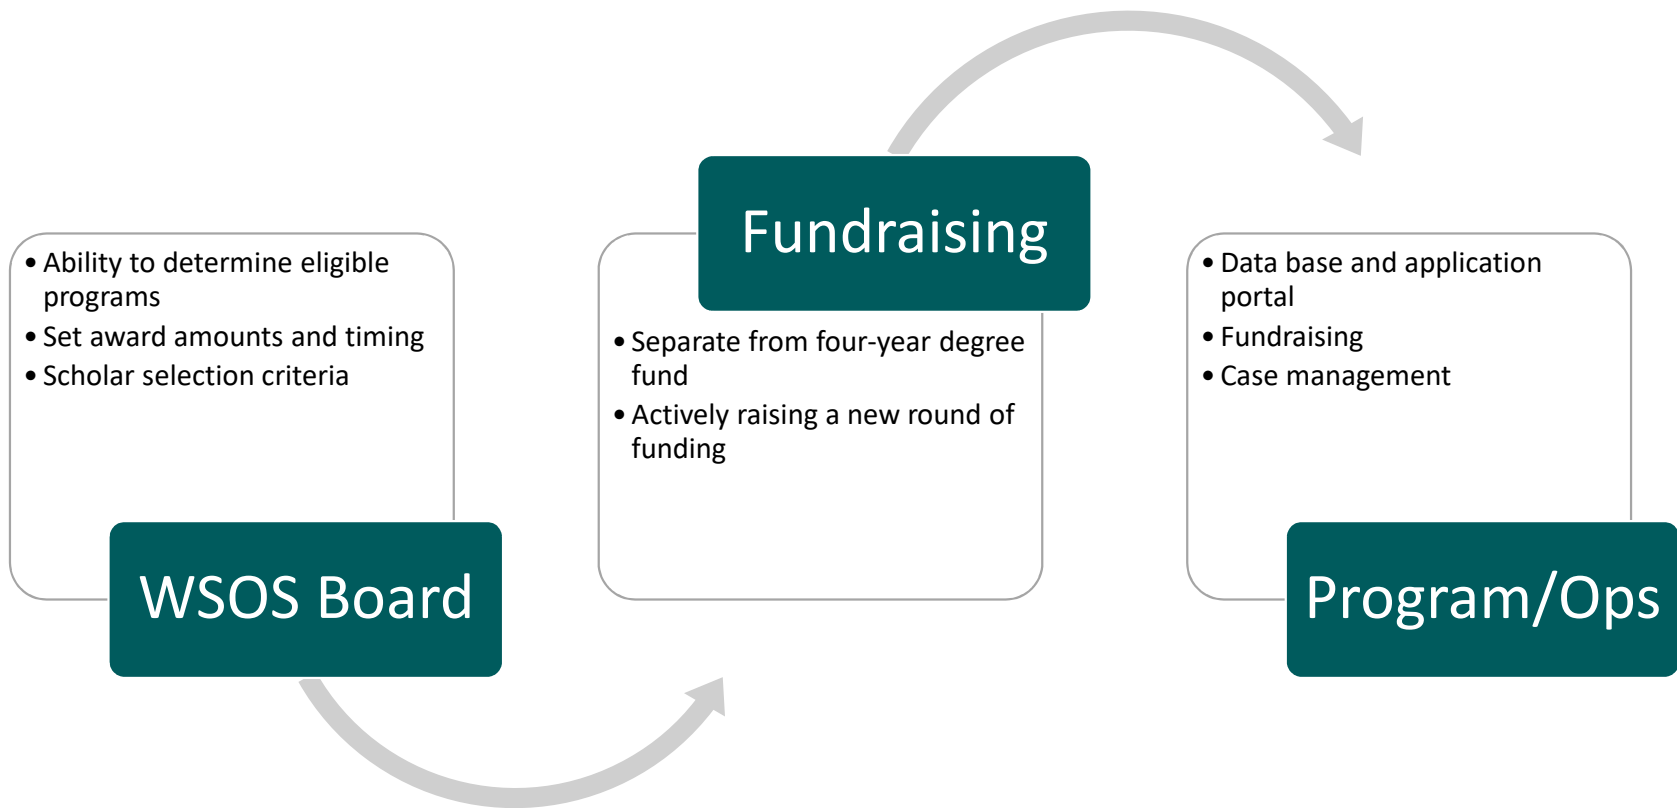 • Ability to determine eligible
programs
• Set award amounts and timing
• Scholar selection criteria
WSOS Board
Fundraising
• Separate from four-year degree
fund
• Actively raising a new round of
funding
• Data base and application
portal
• Fundraising
• Case management
Program/Ops